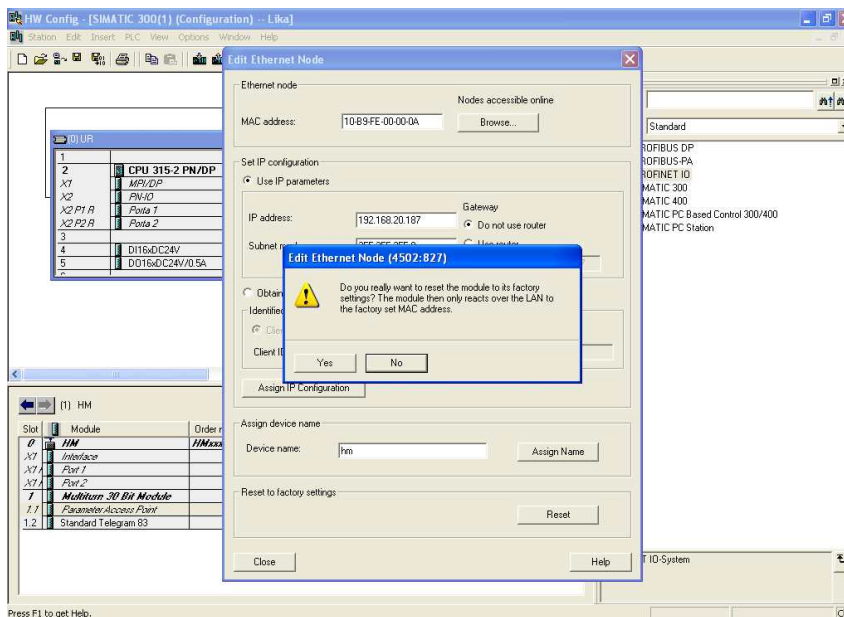 HW Config - [SIMATIC 300(1) (Configuration) -- Lika]
Station Edit Insert PLC View Options Window Help
(0) UR
1
2 CPU 315-2 PN/DP
X1 MPI/DP
X2 PN-IO
X2 P1 R Porta 1
X2 P2 R Porta 2
3
4 DI16xDC24V
5 DO16xDC24V/0.5A
Edit Ethernet Node
Ethernet node
Nodes accessible online
MAC address: 10-B9-FE-00-00-0A Browse...
Set IP configuration
Use IP parameters
Gateway
IP address: 192.168.20.187 Do not use router
Subnet
Edit Ethernet Node (4502:827)
Do you really want to reset the module to its factory
settings? The module then only reacts over the LAN to
the factory set MAC address.
Yes No
Obtain
Identified
Client ID
Assign IP Configuration
Assign device name
Device name: hm Assign Name
Reset to factory settings
Reset
Close Help
Standard
ROFIBUS DP
ROFIBUS-PA
ROFINET IO
MATIC 300
MATIC 400
MATIC PC Based Control 300/400
MATIC PC Station
(1) HM
Slot Module Order
0 HM HMxxx
X1 Interface
X1 Port 1
X1 Port 2
1 Multiturn 30 Bit Module
1.1 Parameter Access Point
1.2 Standard Telegram 83
T IO-System
Press F1 to get Help.